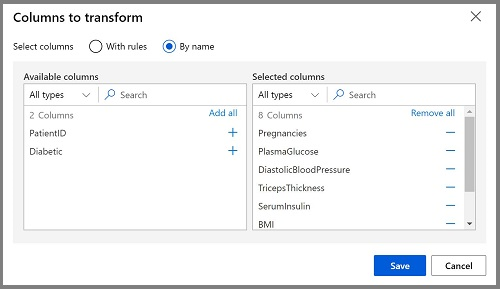 Columns to transform
Select columns With rules By name
Available columns
All types Search
2 Columns Add all
PatientID
Diabetic
Selected columns
All types Search
8 Columns Remove all
Pregnancies
PlasmaGlucose
DiastolicBloodPressure
TricepsThickness
SerumInsulin
BMI
Save Cancel